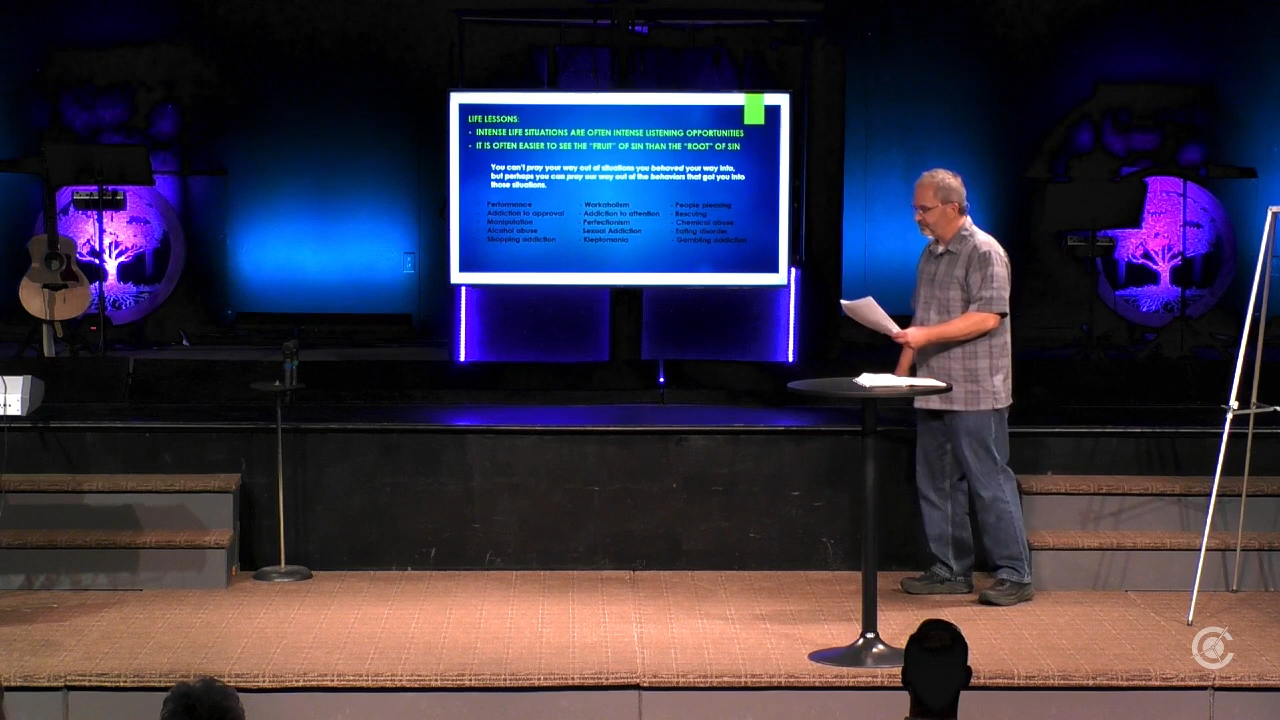 LIFE LESSONS:
• INTENSE LIFE SITUATIONS ARE OFTEN INTENSE LISTENING OPPORTUNITIES
• IT IS OFTEN EASIER TO SEE THE "FRUIT" OF SIN THAN THE "ROOT" OF SIN
You can't pray your way out of situations you behaved your way into,
but perhaps you can pray our way out of the behaviors that got you into
those situations.
Performance - Workaholism - People pleasing
Addiction to approval - Addiction to attention - Rescuing
Manipulation - Perfectionism - Chemical abuse
Alcohol abuse - Sexual Addiction - Eating disorder
Shopping addiction - Kleptomania - Gambling addiction